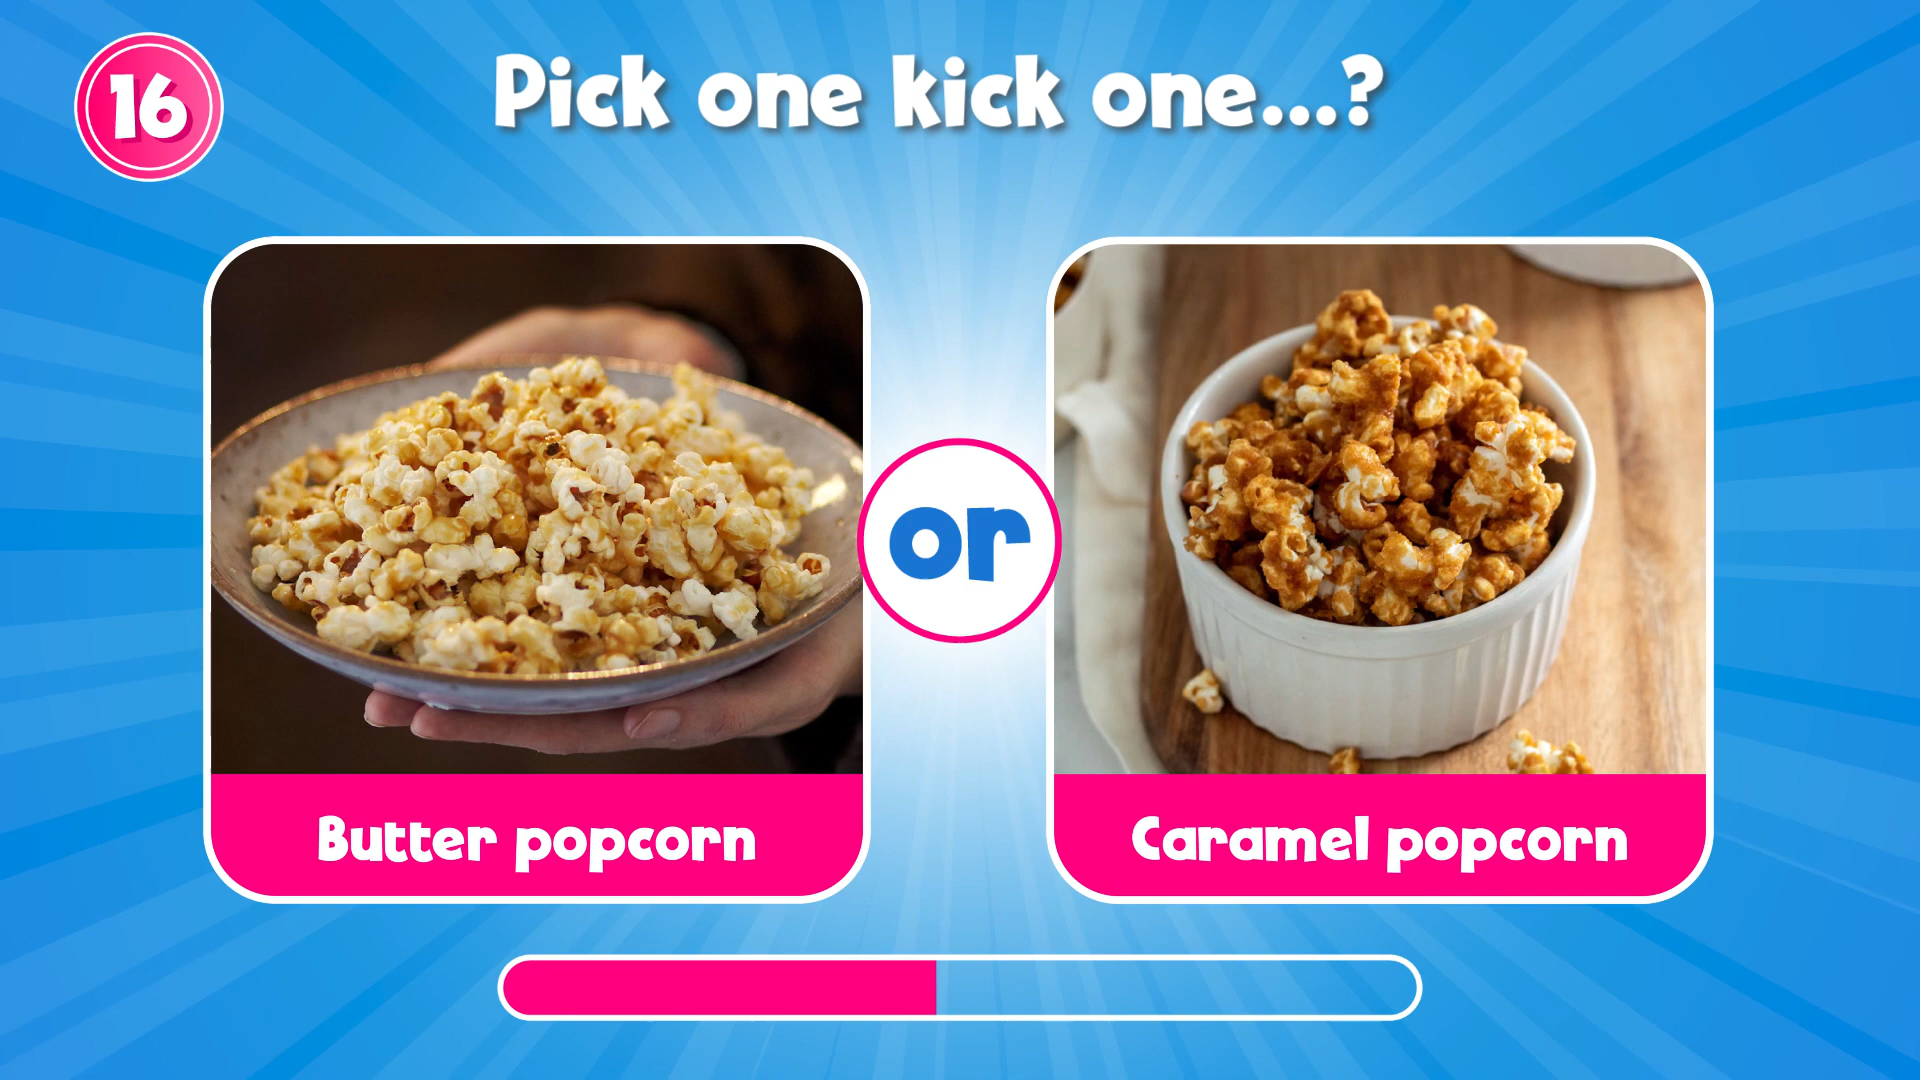 16
Pick one kick one...?
or
Butter popcorn
Caramel popcorn